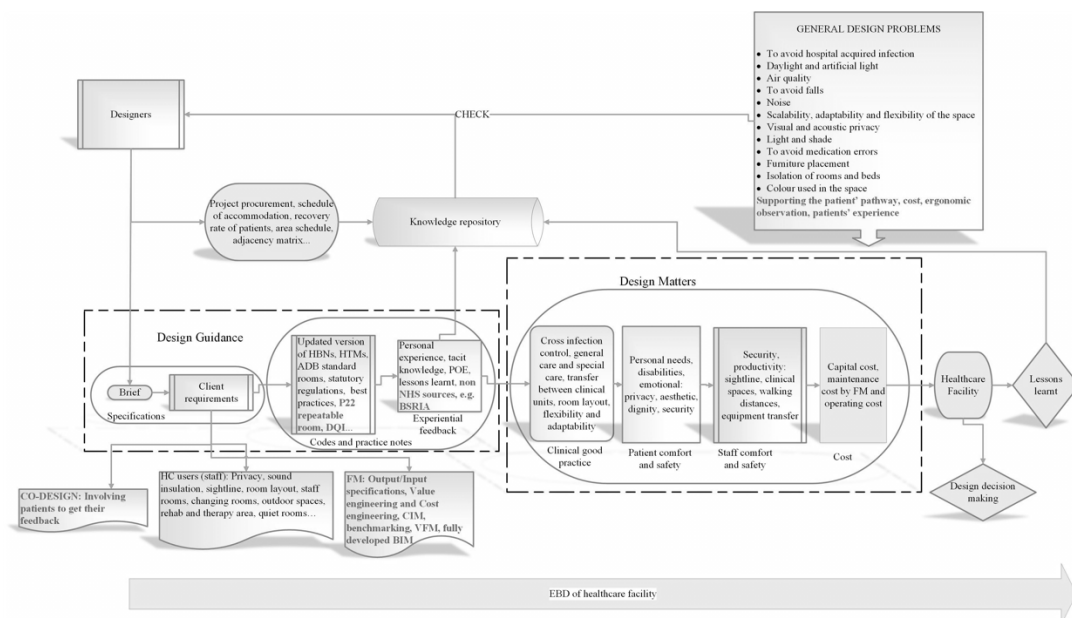 GENERAL DESIGN PROBLEMS
To avoid hospital acquired infection
Daylight and artificial light
Air quality
To avoid falls
Noise
Scalability, adaptability and flexibility of the space
Visual and acoustic privacy
Light and shade
To avoid medication errors
Furniture placement
Isolation of rooms and beds
Colour used in the space
Supporting the patient' pathway, cost, ergonomic
observation, patients' experience
Designers
CHECK
Project procurement, schedule
of accommodation, recovery
rate of patients, area schedule,
adjacency matrix...
Knowledge repository
Design Guidance
Brief
Specifications
Client
requirements
Updated version
of HBNs, HTMs,
ADB standard
rooms, statutory
regulations, best
practices, P22
repeatable
room, DQI...
Codes and practice notes
Personal
experience, tacit
knowledge, POE,
lessons learnt, non
NHS sources, e.g.
BSRIA
Experiential
feedback
Design Matters
Cross infection
control, general
care and special
care, transfer
between clinical
units, room layout,
flexibility and
adaptability
Clinical good
practice
Personal needs,
disabilities,
emotional:
privacy, aesthetic,
dignity, security
Patient comfort
and safety
Security,
productivity:
sightline, clinical
spaces, walking
distances,
equipment transfer
Staff comfort
and safety
Capital cost,
maintenance
cost by FM and
operating cost
Cost
Healthcare
Facility
Lessons
learnt
Design decision
making
CO-DESIGN: Involving
patients to get their
feedback
HC users (staff): Privacy, sound
insulation, sightline, room layout, staff
rooms, changing rooms, outdoor spaces,
rehab and therapy area, quiet rooms…
FM: Output/Input
specifications, Value
engineering and Cost
engineering, CIM,
benchmarking, VFM, fully
developed BIM
EBD of healthcare facility